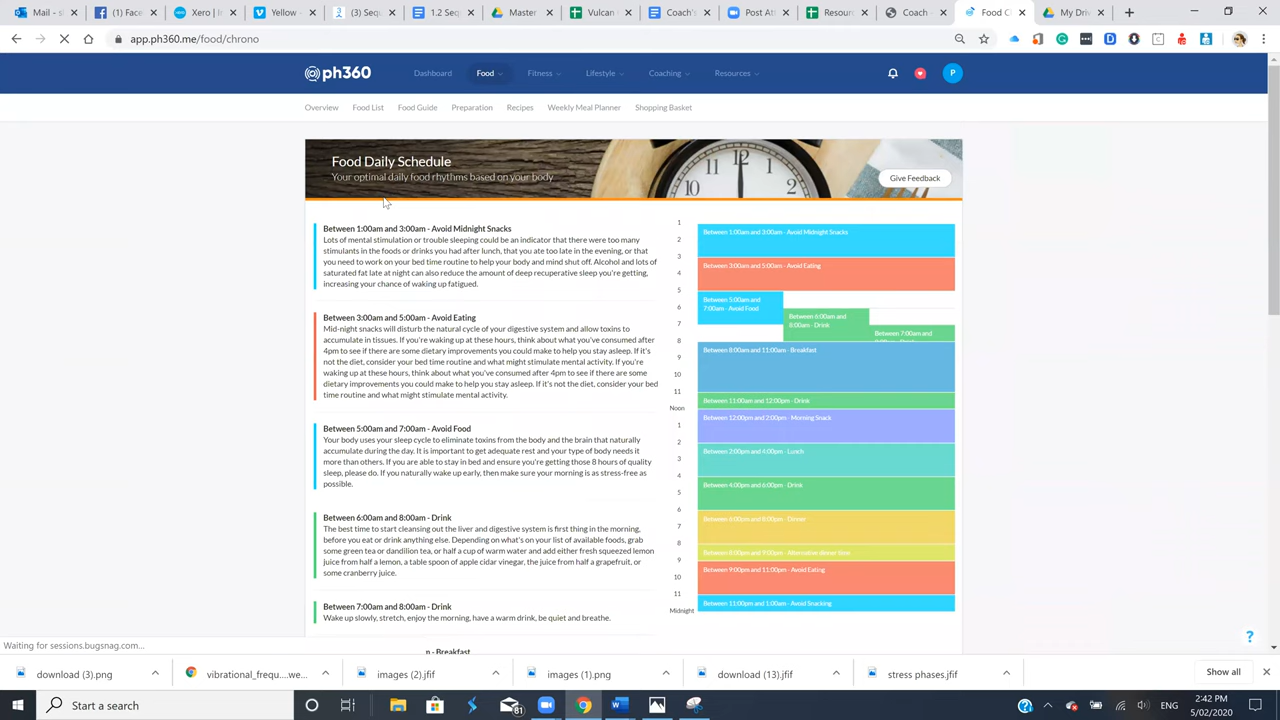 Mail - s
(1) Face
Xero | In
Yellow -
(3) Seq
1.2 Sec
Master
Vulcan
Coach's
Post Ati
Resourc
Coach -
Food C
My Driv
app.ph360.me/food/chrono
ph360
Dashboard
Food
Fitness
Lifestyle
Coaching
Resources
P
Overview
Food List
Food Guide
Preparation
Recipes
Weekly Meal Planner
Shopping Basket
Food Daily Schedule
Your optimal daily food rhythms based on your body
10
12
2
Give Feedback
Between 1:00am and 3:00am - Avoid Midnight Snacks
Lots of mental stimulation or trouble sleeping could be an indicator that there were too many
stimulants in the foods or drinks you had after lunch, that you ate too late in the evening, or that
you need to work on your bed time routine to help your body and mind shut off. Alcohol and lots of
saturated fat late at night can also reduce the amount of deep recuperative sleep you're getting,
increasing your chance of waking up fatigued.
Between 3:00am and 5:00am - Avoid Eating
Mid-night snacks will disturb the natural cycle of your digestive system and allow toxins to
accumulate in tissues. If you're waking up at these hours, think about what you've consumed after
4pm to see if there are some dietary improvements you could make to help you stay asleep. If it's
not the diet, consider your bed time routine and what might stimulate mental activity. If you're
waking up at these hours, think about what you've consumed after 4pm to see if there are some
dietary improvements you could make to help you stay asleep. If it's not the diet, consider your bed
time routine and what might stimulate mental activity.
Between 5:00am and 7:00am - Avoid Food
Your body uses your sleep cycle to eliminate toxins from the body and the brain that naturally
accumulate during the day. It is important to get adequate rest and your type of body needs it
more than others. If you are able to stay in bed and ensure you're getting those 8 hours of quality
sleep, please do. If you naturally wake up early, then make sure your morning is as stress-free as
possible.
Between 6:00am and 8:00am - Drink
The best time to start cleansing out the liver and digestive system is first thing in the morning,
before you eat or drink anything else. Depending on what's on your list of available foods, grab
some green tea or dandilion tea, or half a cup of warm water and add either fresh squeezed lemon
juice from half a lemon, a table spoon of apple cidar vinegar, the juice from half a grapefruit, or
some cranberry juice.
Between 7:00am and 8:00am - Drink
Wake up slowly, stretch, enjoy the morning, have a warm drink, be quiet and breathe.
n - Breakfast
1
2
3
4
5
6
7
8
9
10
11
Noon
1
2
3
4
5
6
7
8
9
10
11
Midnight
Between 1:00am and 3:00am - Avoid Midnight Snacks
Between 3:00am and 5:00am - Avoid Eating
Between 5:00am and
7:00am - Avoid Food
Between 6:00am and
8:00am - Drink
Between 7:00am and
Between 8:00am and 11:00am - Breakfast
Between 11:00am and 12:00pm - Drink
Between 12:00pm and 2:00pm - Morning Snack
Between 2:00pm and 4:00pm - Lunch
Between 4:00pm and 6:00pm - Drink
Between 6:00pm and 8:00pm - Dinner
Between 8:00pm and 9:00pm - Alternative dinner time
Between 9:00pm and 11:00pm - Avoid Eating
Between 11:00pm and 1:00am - Avoid Snacking
Waiting for sessions.bugsnag.com...
download (3).png
vibrational_frequ....we...
images (2).jfif
images (1).png
download (13).jfif
stress phases.jfif
Show all
Start a search
81
ENG
2:42 PM
5/02/2020